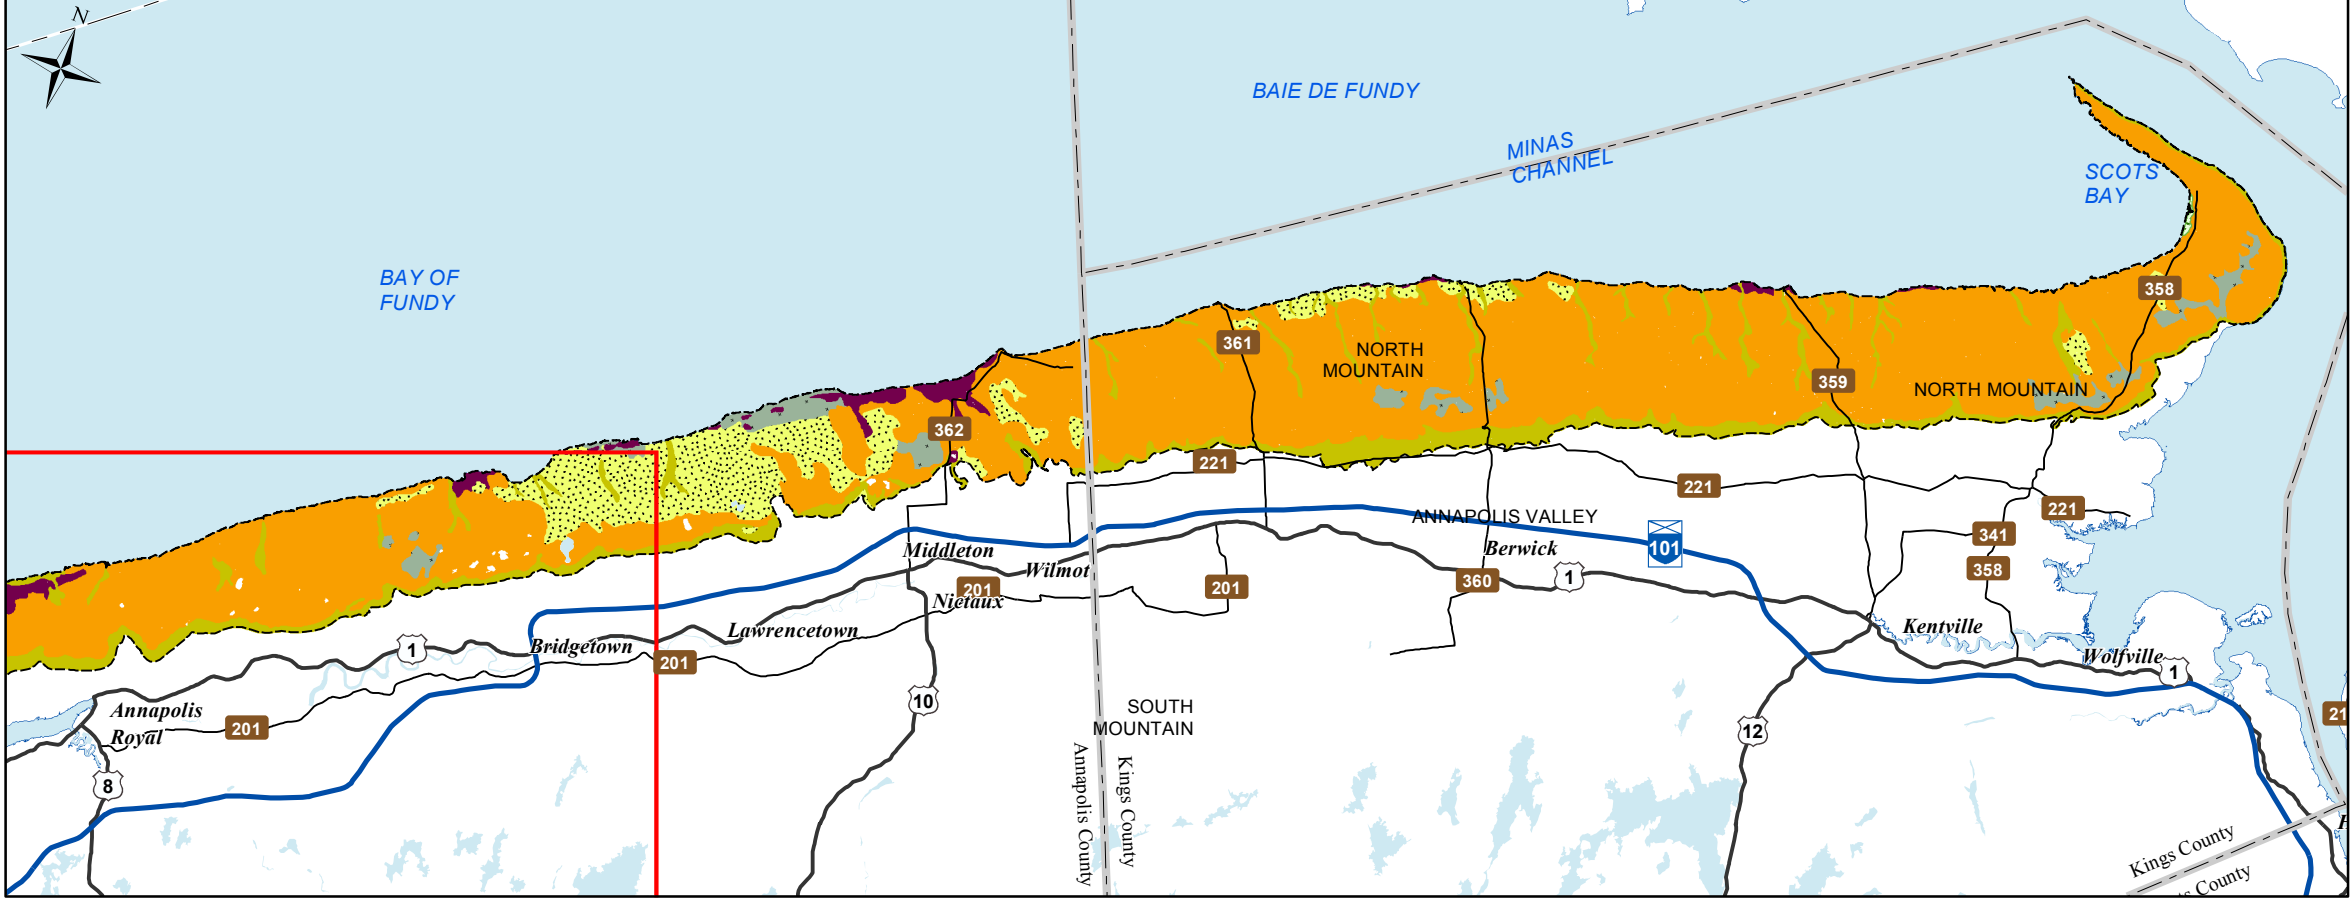 N
BAIE DE FUNDY
MINAS
CHANNEL
SCOTS
BAY
BAY OF
FUNDY
358
361
NORTH
MOUNTAIN
359
NORTH MOUNTAIN
362
221
221
221
ANNAPOLIS VALLEY
341
101
Middleton
Berwick
Wilmot
358
360
1
201
201
Nictaux
Lawrencetown
Kentville
1
Bridgetown
201
Wolfville
1
Annapolis
Royal
201
10
SOUTH
MOUNTAIN
12
21
8
Annapolis County
Kings County
Kings County
s County